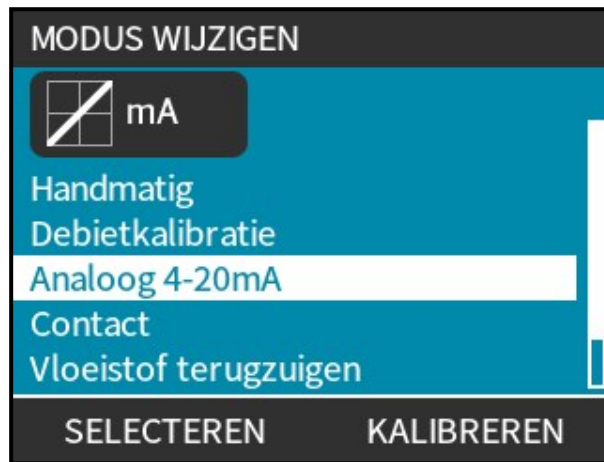 MODUS WIJZIGEN
mA
Handmatig
Debietkalibratie
Analoog 4-20mA
Contact
Vloeistof terugzuigen
SELECTEREN KALIBREREN